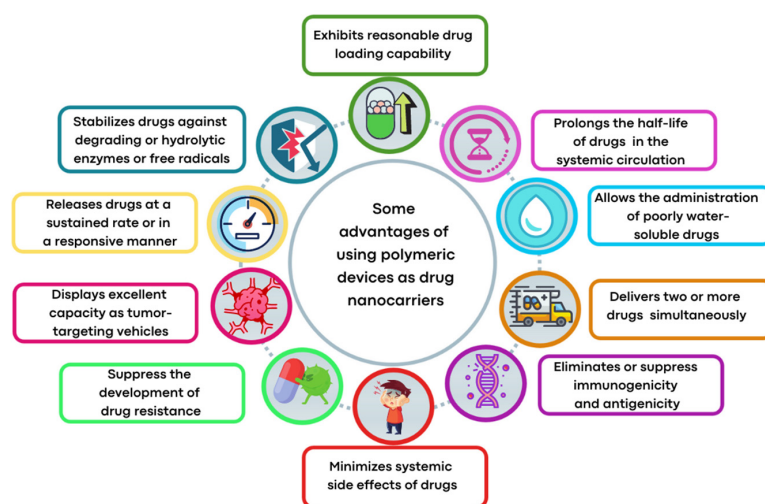 Exhibits reasonable drug
loading capability
Prolongs the half-life
of drugs in the
systemic circulation
Allows the administration
of poorly water-
soluble drugs
Delivers two or more
drugs simultaneously
Eliminates or suppress
immunogenicity
and antigenicity
Minimizes systemic
side effects of drugs
Suppress the
development of
drug resistance
Displays excellent
capacity as tumor-
targeting vehicles
Releases drugs at a
sustained rate or in
a responsive manner
Stabilizes drugs against
degrading or hydrolytic
enzymes or free radicals
Some
advantages of
using polymeric
devices as drug
nanocarriers